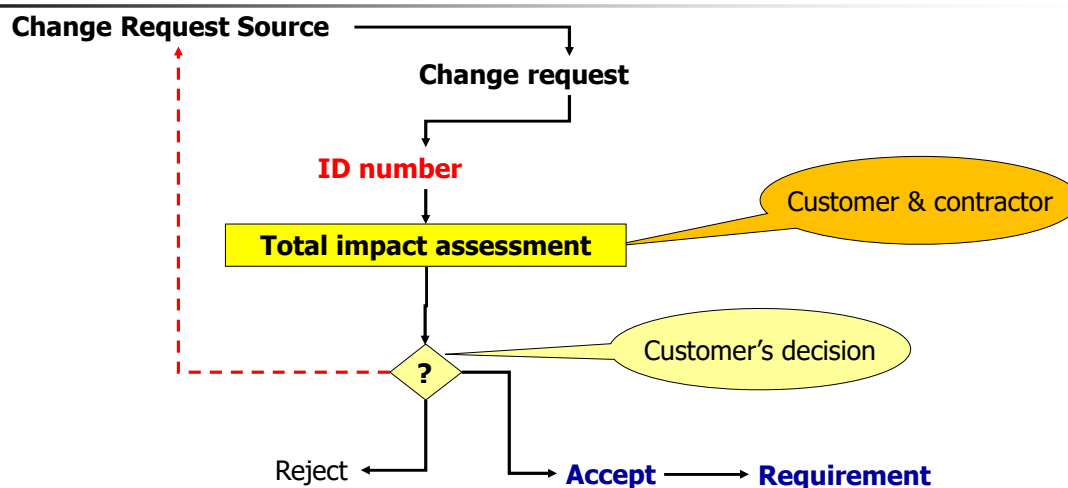 Change Request Source
Change request
ID number
Customer & contractor
Total impact assessment
Customer’s decision
?
Reject
Accept
Requirement